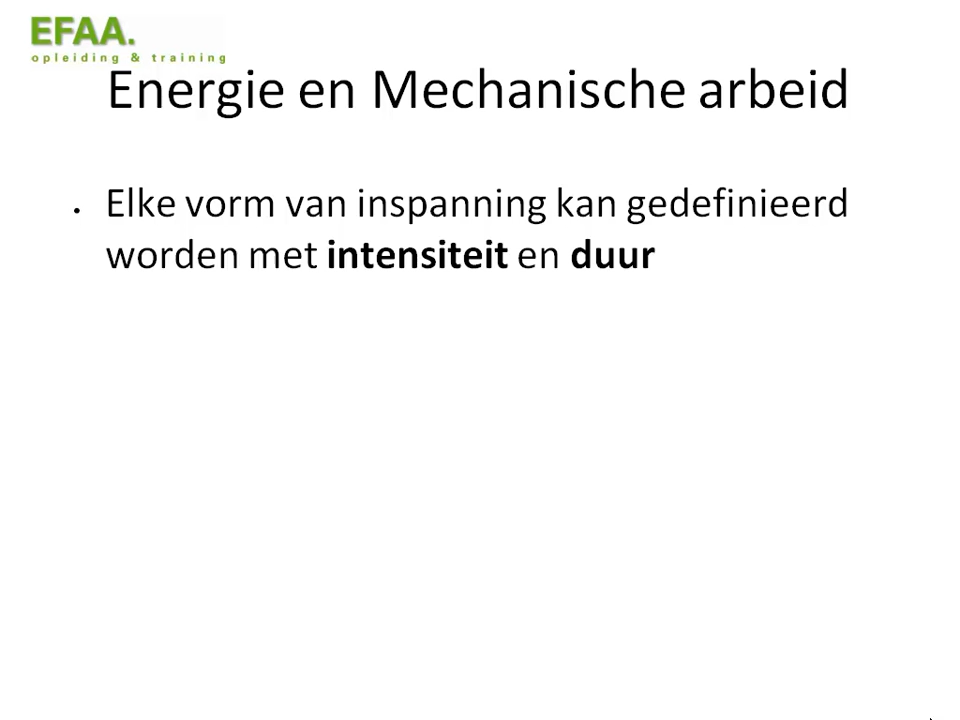 EFAA.
opleiding & training
Energie en Mechanische arbeid
• Elke vorm van inspanning kan gedefinieerd
worden met intensiteit en duur